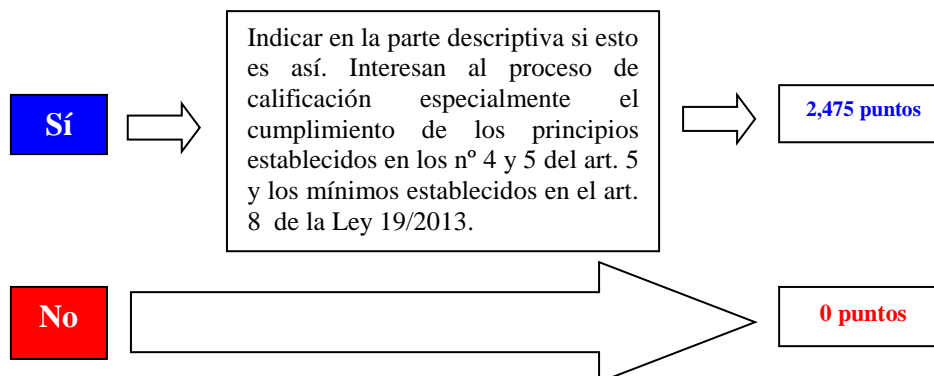 Indicar en la parte descriptiva si esto
es así. Interesan al proceso de
calificación especialmente el
cumplimiento de los principios
establecidos en los nº 4 y 5 del art. 5
y los mínimos establecidos en el art.
8 de la Ley 19/2013.
Sí
2,475 puntos
No
0 puntos